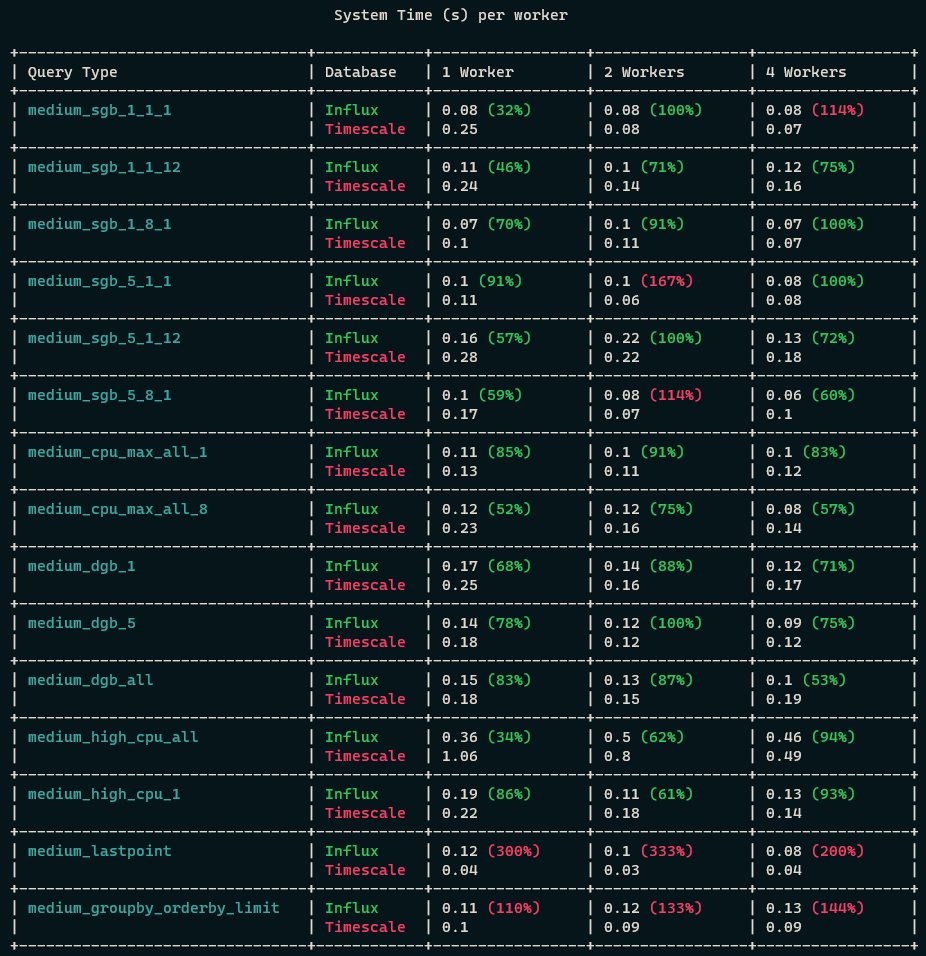 System Time (s) per worker
Query Type | Database | 1 Worker | 2 Workers | 4 Workers
medium_sgb_1_1_1 | Influx | 0.08 (32%) | 0.08 (100%) | 0.08 (114%)
| Timescale | 0.25 | 0.08 | 0.07
medium_sgb_1_1_12 | Influx | 0.11 (46%) | 0.1 (71%) | 0.12 (75%)
| Timescale | 0.24 | 0.14 | 0.16
medium_sgb_1_8_1 | Influx | 0.07 (70%) | 0.1 (91%) | 0.07 (100%)
| Timescale | 0.1 | 0.11 | 0.07
medium_sgb_5_1_1 | Influx | 0.1 (91%) | 0.1 (167%) | 0.08 (100%)
| Timescale | 0.11 | 0.06 | 0.08
medium_sgb_5_1_12 | Influx | 0.16 (57%) | 0.22 (100%) | 0.13 (72%)
| Timescale | 0.28 | 0.22 | 0.18
medium_sgb_5_8_1 | Influx | 0.1 (59%) | 0.08 (114%) | 0.06 (60%)
| Timescale | 0.17 | 0.07 | 0.1
medium_cpu_max_all_1 | Influx | 0.11 (85%) | 0.1 (91%) | 0.1 (83%)
| Timescale | 0.13 | 0.11 | 0.12
medium_cpu_max_all_8 | Influx | 0.12 (52%) | 0.12 (75%) | 0.08 (57%)
| Timescale | 0.23 | 0.16 | 0.14
medium_dgb_1 | Influx | 0.17 (68%) | 0.14 (88%) | 0.12 (71%)
| Timescale | 0.25 | 0.16 | 0.17
medium_dgb_5 | Influx | 0.14 (78%) | 0.12 (100%) | 0.09 (75%)
| Timescale | 0.18 | 0.12 | 0.12
medium_dgb_all | Influx | 0.15 (83%) | 0.13 (87%) | 0.1 (53%)
| Timescale | 0.18 | 0.15 | 0.19
medium_high_cpu_all | Influx | 0.36 (34%) | 0.5 (62%) | 0.46 (94%)
| Timescale | 1.06 | 0.8 | 0.49
medium_high_cpu_1 | Influx | 0.19 (86%) | 0.11 (61%) | 0.13 (93%)
| Timescale | 0.22 | 0.18 | 0.14
medium_lastpoint | Influx | 0.12 (300%) | 0.1 (333%) | 0.08 (200%)
| Timescale | 0.04 | 0.03 | 0.04
medium_groupby_orderby_limit | Influx | 0.11 (110%) | 0.12 (133%) | 0.13 (144%)
| Timescale | 0.1 | 0.09 | 0.09